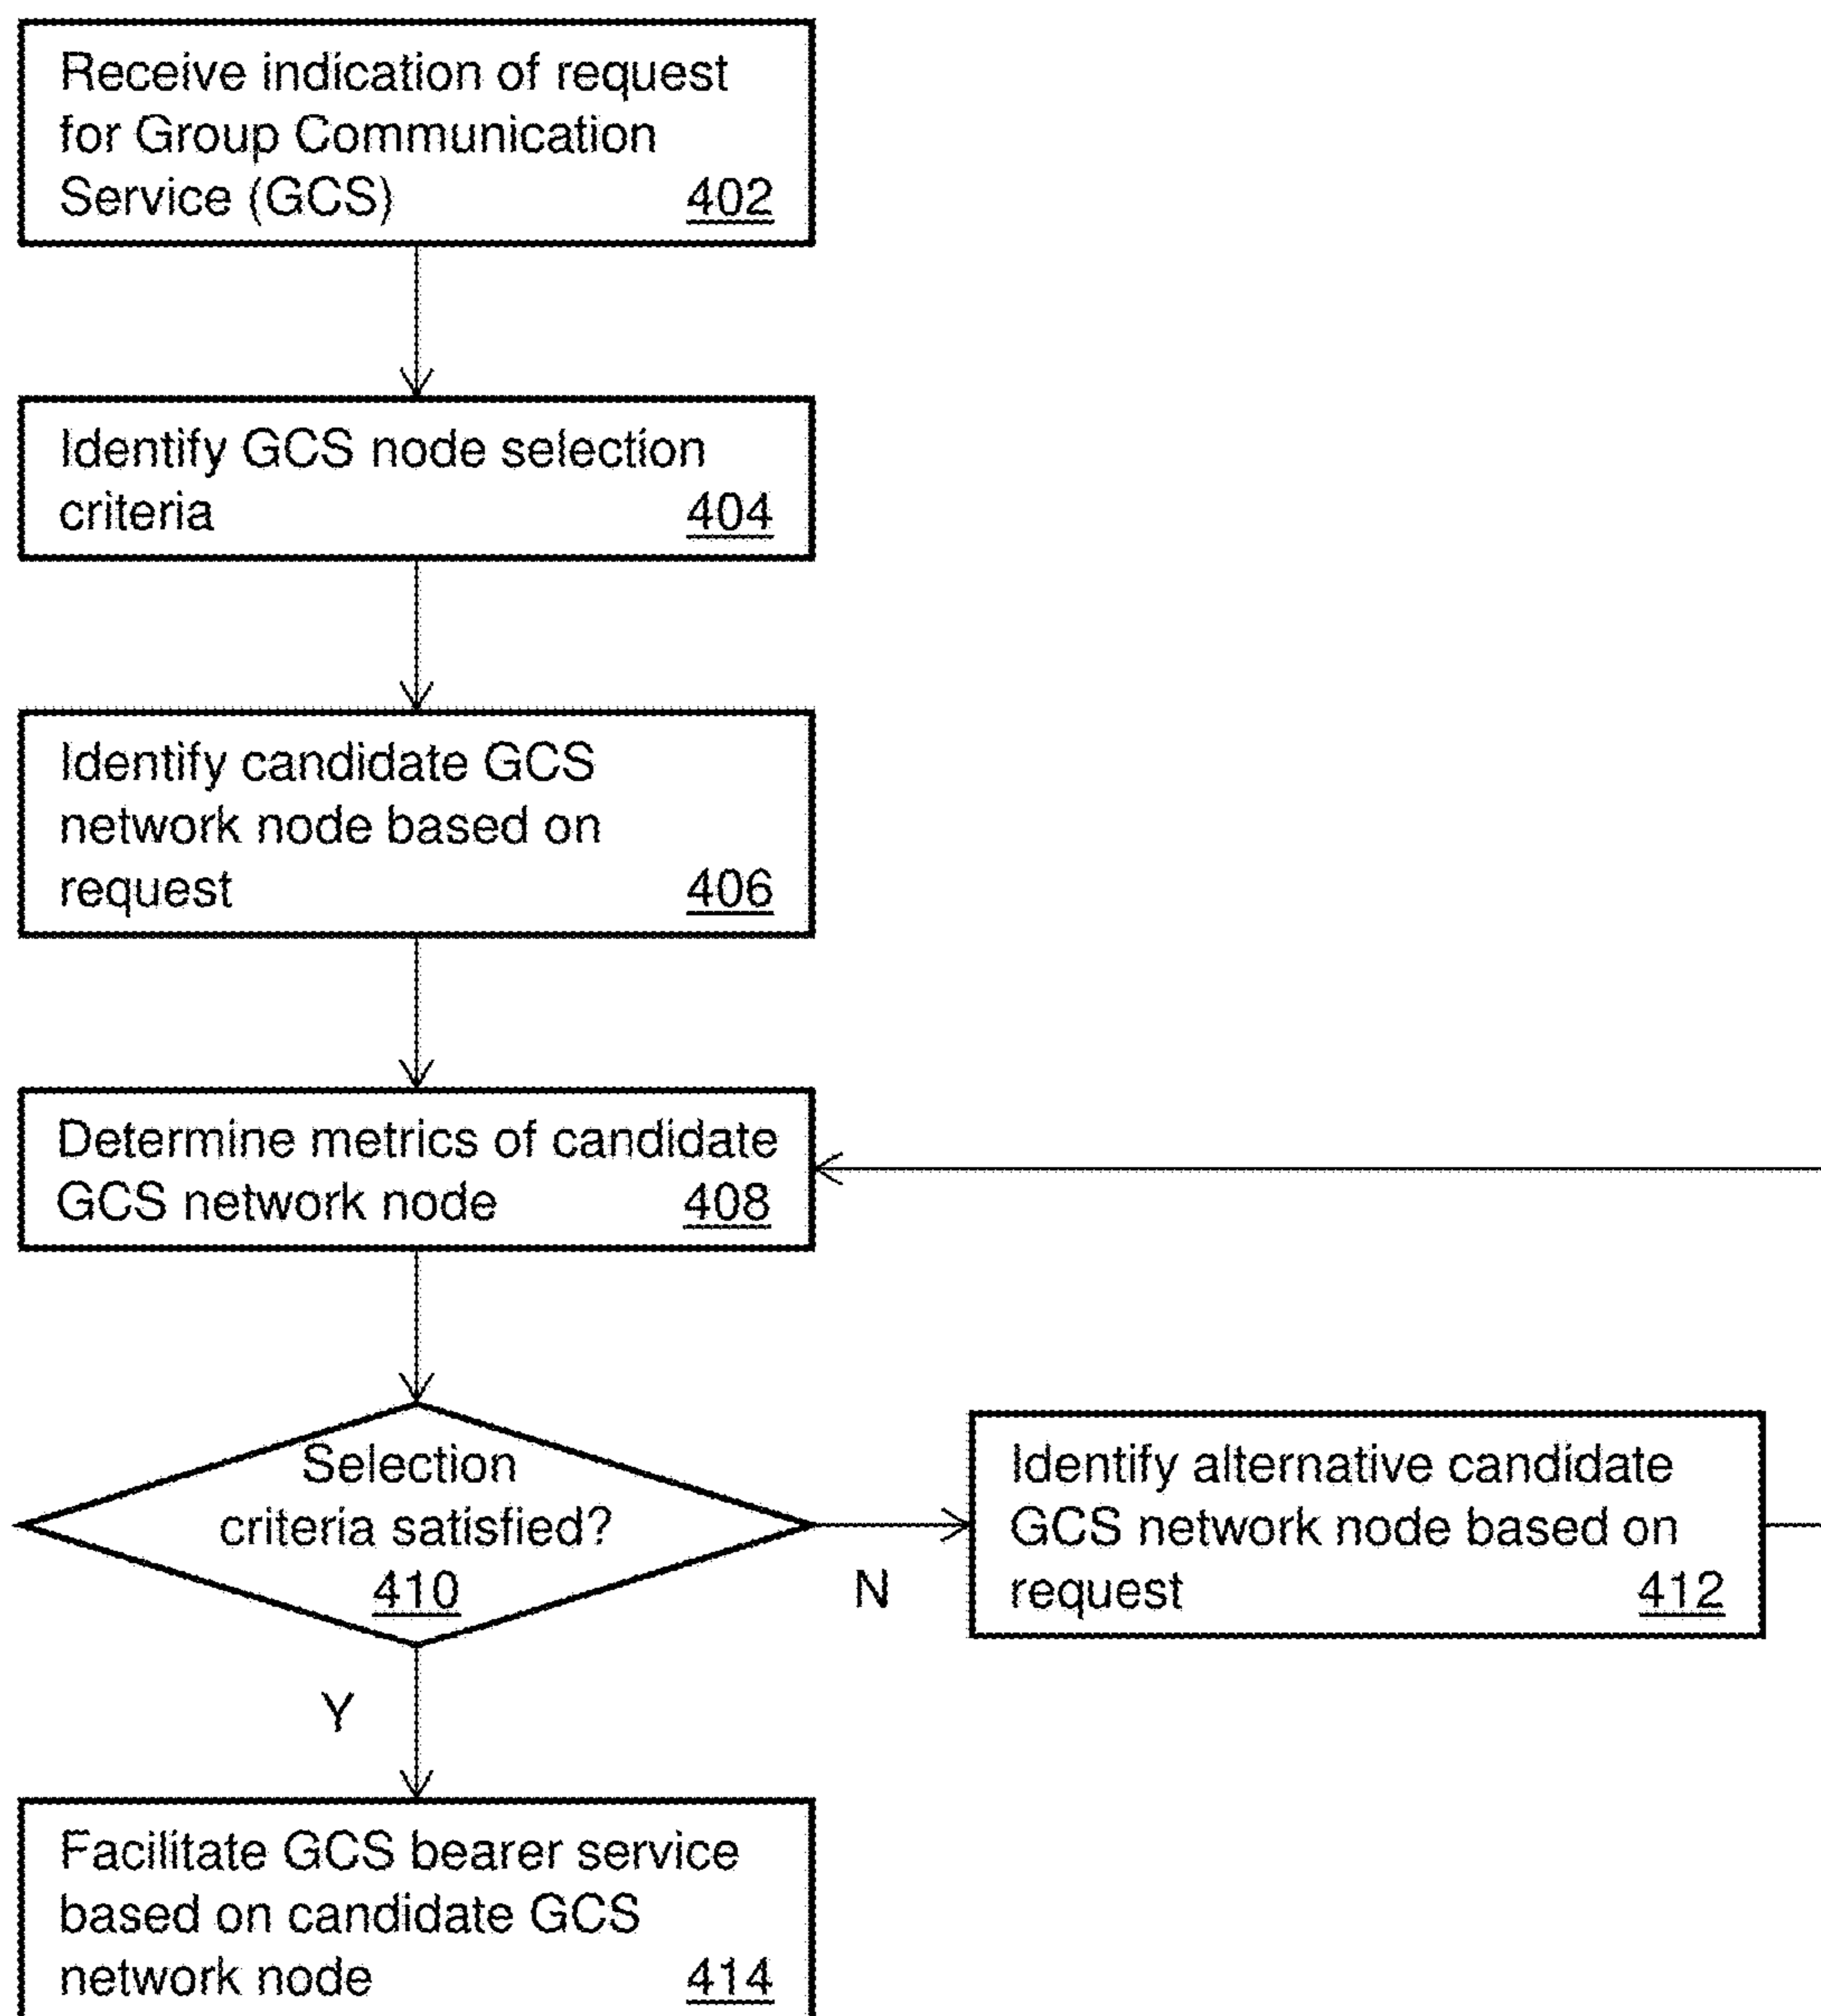 Receive indication of request
for Group Communication
Service (GCS) 402
Identify GCS node selection
criteria 404
Identify candidate GCS
network node based on
request 406
Determine metrics of candidate
GCS network node 408
Selection
criteria satisfied?
410
N
Identify alternative candidate
GCS network node based on
request 412
Y
Facilitate GCS bearer service
based on candidate GCS
network node 414